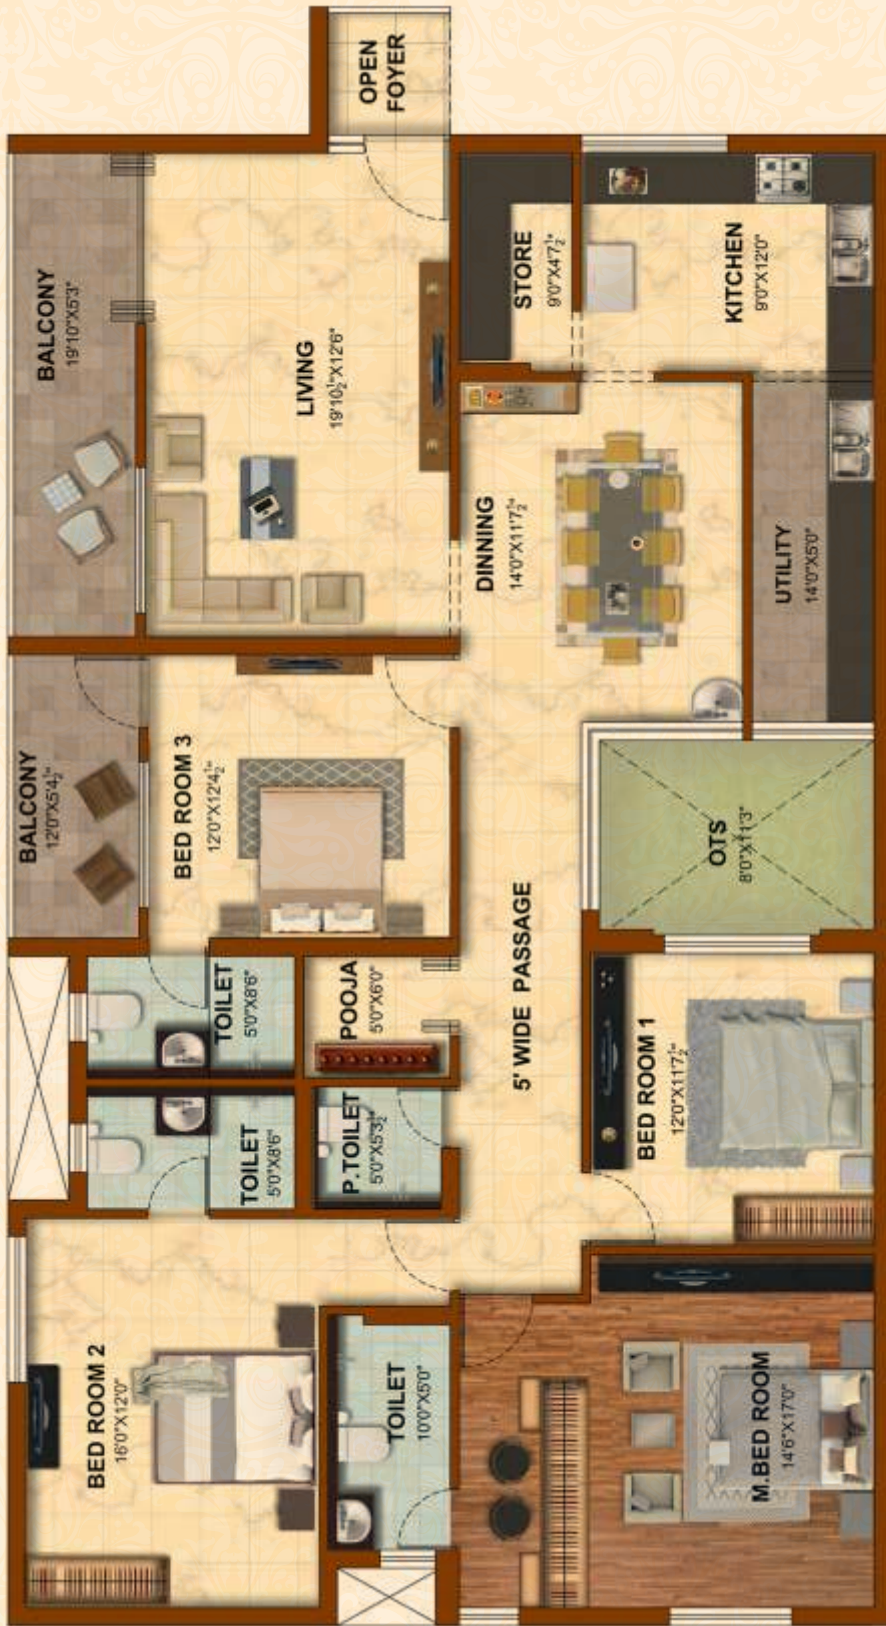 OPEN
FOYER
BALCONY
19'10"X5'3"
LIVING
19'10½"X12'6"
STORE
9'0"X4'7½"
KITCHEN
9'0"X12'0"
DINNING
14'0"X11'7½"
UTILITY
14'0"X5'0"
BALCONY
12'0"X5'4½"
BED ROOM 3
12'0"X12'4½"
OTS
8'0"X11'3"
5' WIDE PASSAGE
TOILET
5'0"X8'6"
POOJA
5'0"X6'0"
TOILET
5'0"X8'6"
P.TOILET
5'0"X5'3½"
BED ROOM 1
12'0"X11'7½"
BED ROOM 2
16'0"X12'0"
TOILET
10'0"X5'0"
M.BED ROOM
14'6"X17'0"